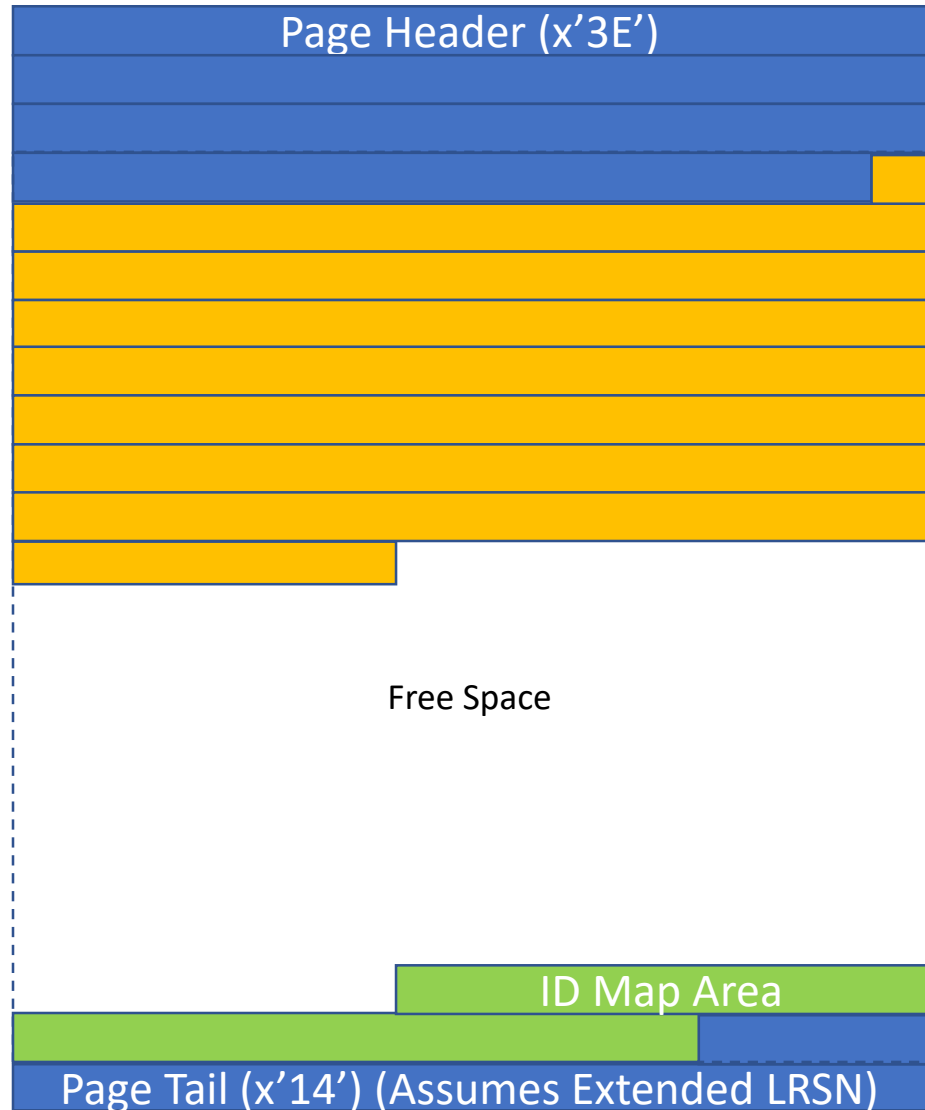 Page Header (x’3E’)
Free Space
ID Map Area
Page Tail (x’14’) (Assumes Extended LRSN)